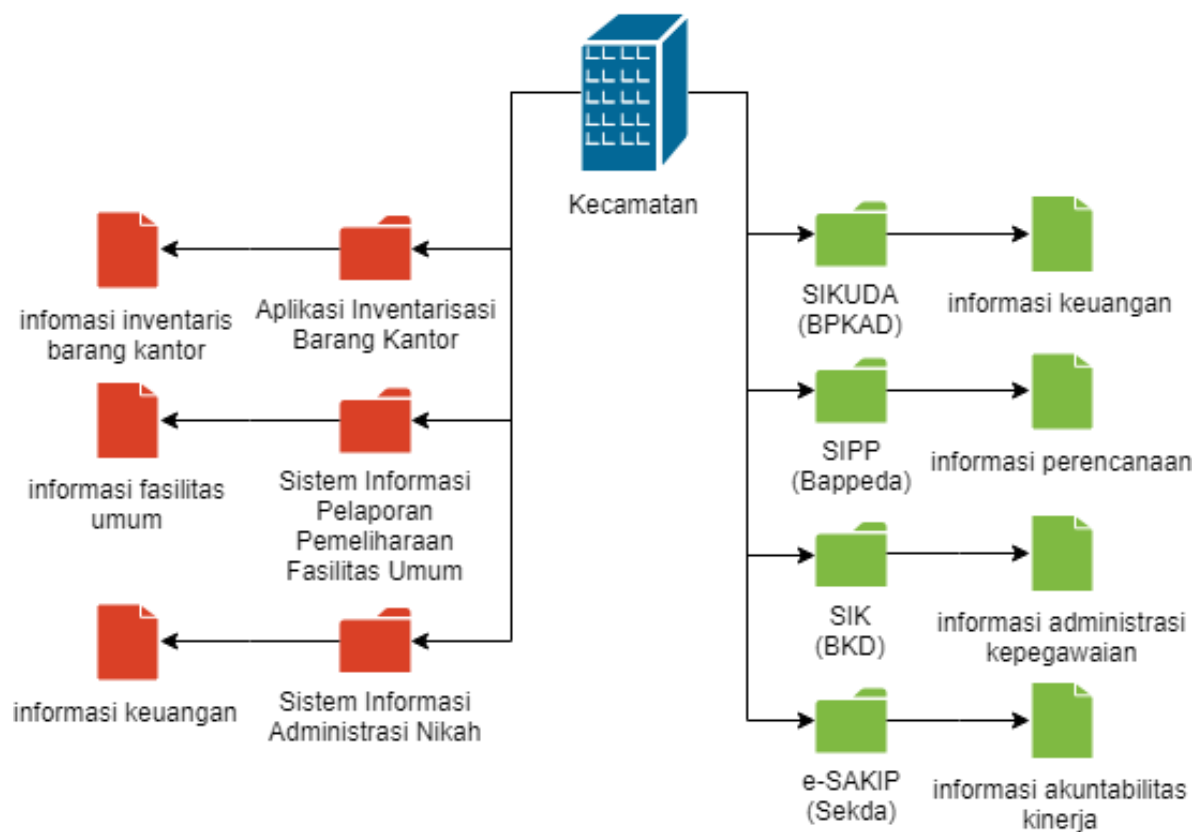 Kecamatan
infomasi inventaris
barang kantor
Aplikasi Inventarisasi
Barang Kantor
informasi fasilitas
umum
Sistem Informasi
Pelaporan
Pemeliharaan
Fasilitas Umum
informasi keuangan
Sistem Informasi
Administrasi Nikah
SIKUDA
(BPKAD)
informasi keuangan
SIPP
(Bappeda)
informasi perencanaan
SIK
(BKD)
informasi administrasi
kepegawaian
e-SAKIP
(Sekda)
informasi akuntabilitas
kinerja